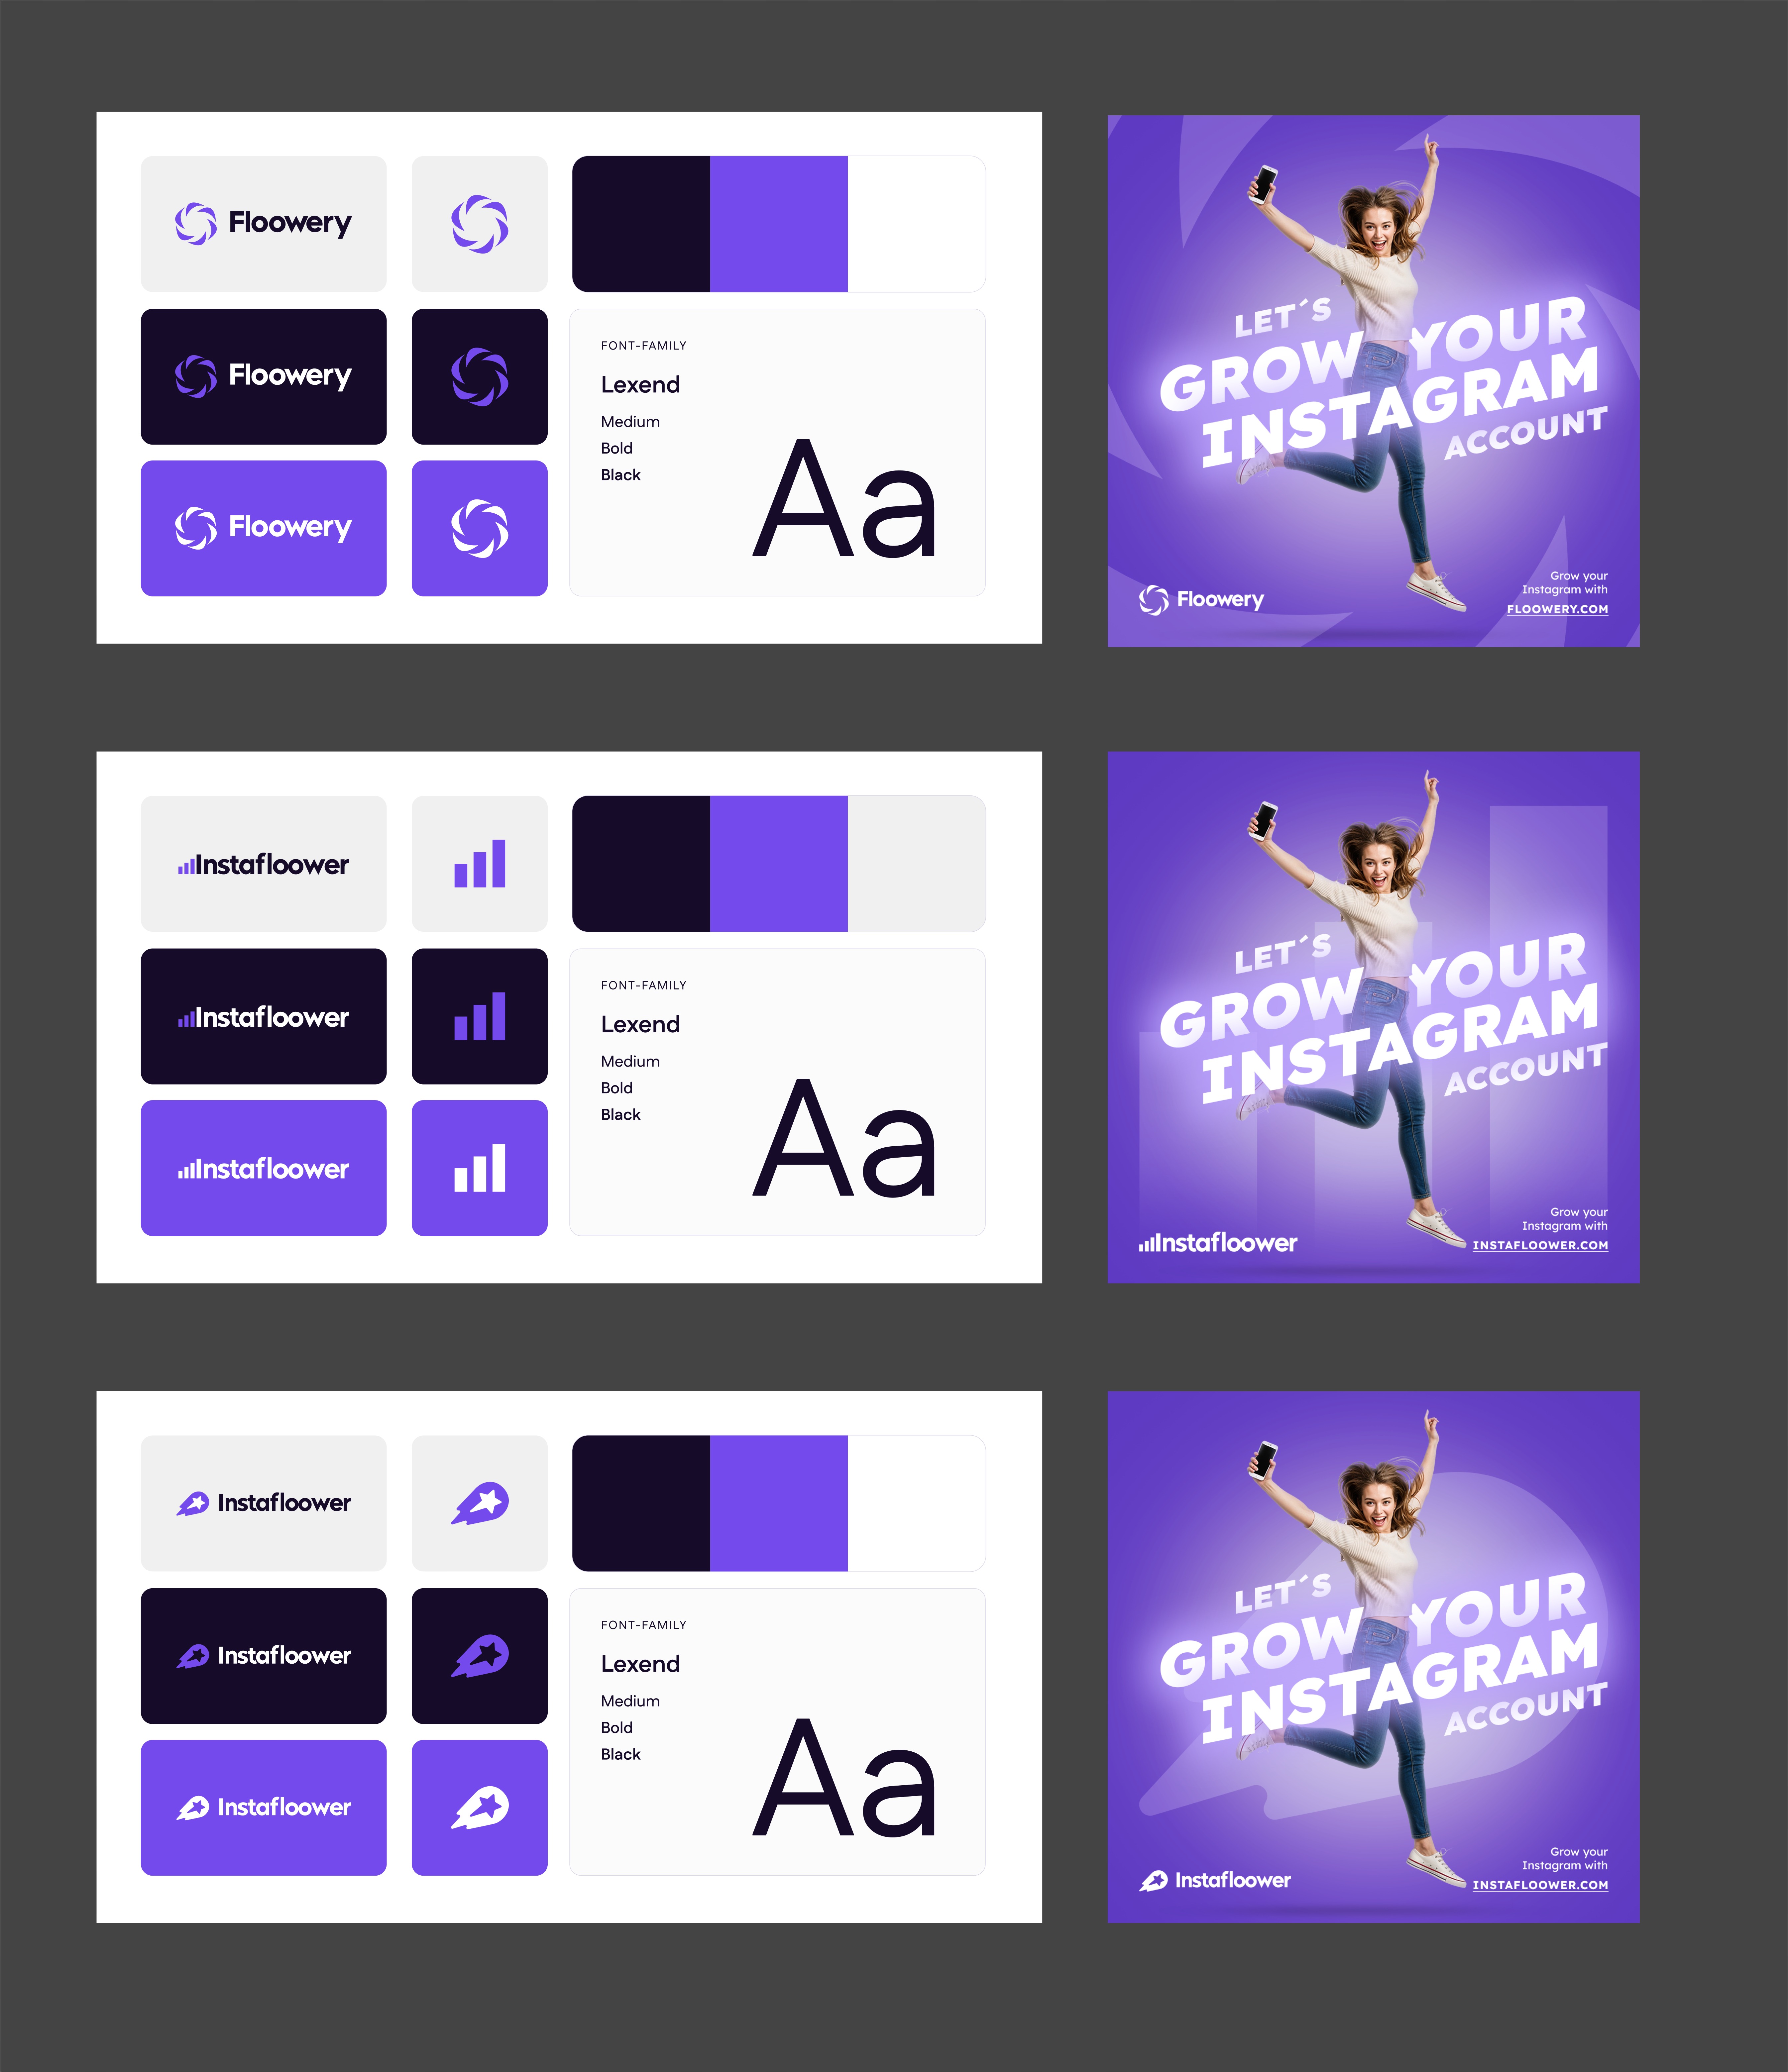 Floowery
Floowery
Floowery
FONT-FAMILY
Lexend
Medium
Bold
Black
Aa
LET´S
GROW YOUR
INSTAGRAM
ACCOUNT
Floowery
Grow your
Instagram with
FLOOWERY.COM
Instafloower
Instafloower
Instafloower
FONT-FAMILY
Lexend
Medium
Bold
Black
Aa
LET´S
GROW YOUR
INSTAGRAM
ACCOUNT
Instafloower
Grow your
Instagram with
INSTAFLOOWER.COM
Instafloower
Instafloower
Instafloower
FONT-FAMILY
Lexend
Medium
Bold
Black
Aa
LET´S
GROW YOUR
INSTAGRAM
ACCOUNT
Instafloower
Grow your
Instagram with
INSTAFLOOWER.COM